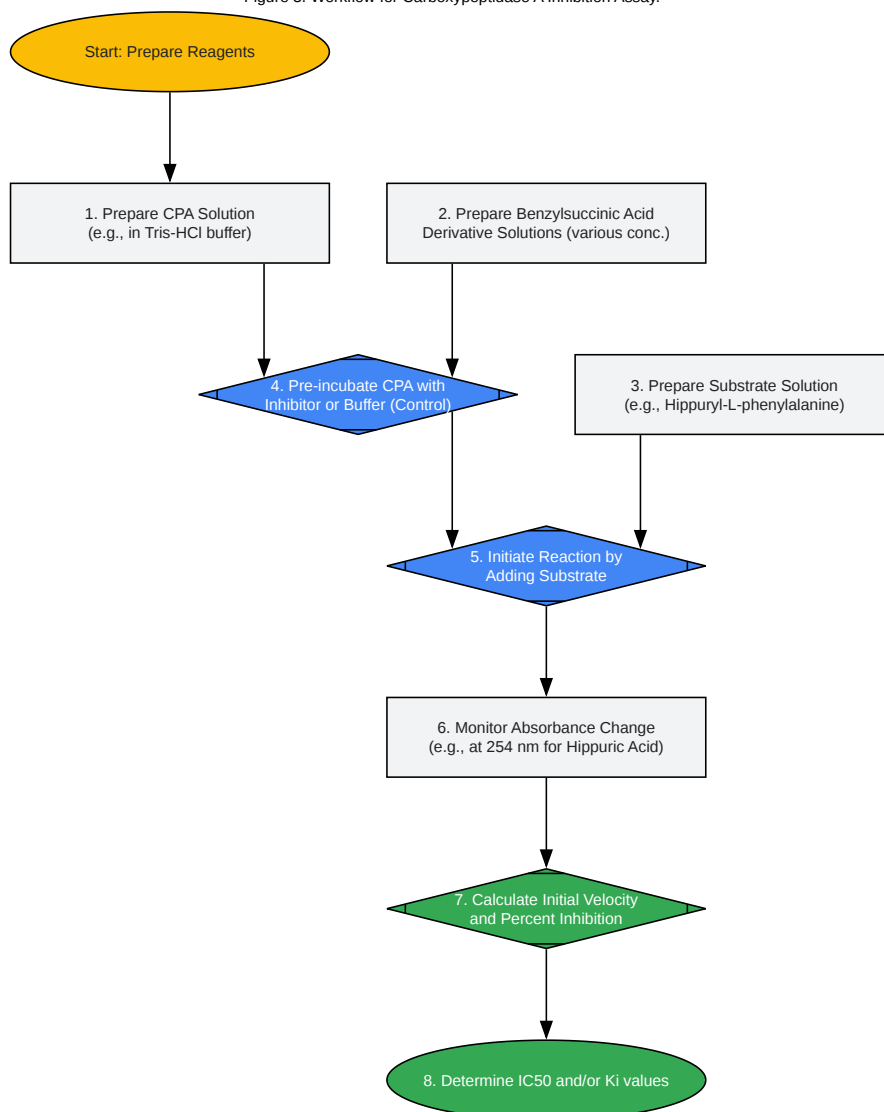 Figure 3: Workflow for Carboxypeptidase A Inhibition Assay.
Start: Prepare Reagents
1. Prepare CPA Solution
(e.g., in Tris-HCl buffer)
2. Prepare Benzylsuccinic Acid
Derivative Solutions (various conc.)
3. Prepare Substrate Solution
(e.g., Hippuryl-L-phenylalanine)
4. Pre-incubate CPA with
Inhibitor or Buffer (Control)
5. Initiate Reaction by
Adding Substrate
6. Monitor Absorbance Change
(e.g., at 254 nm for Hippuric Acid)
7. Calculate Initial Velocity
and Percent Inhibition
8. Determine IC50 and/or Ki values